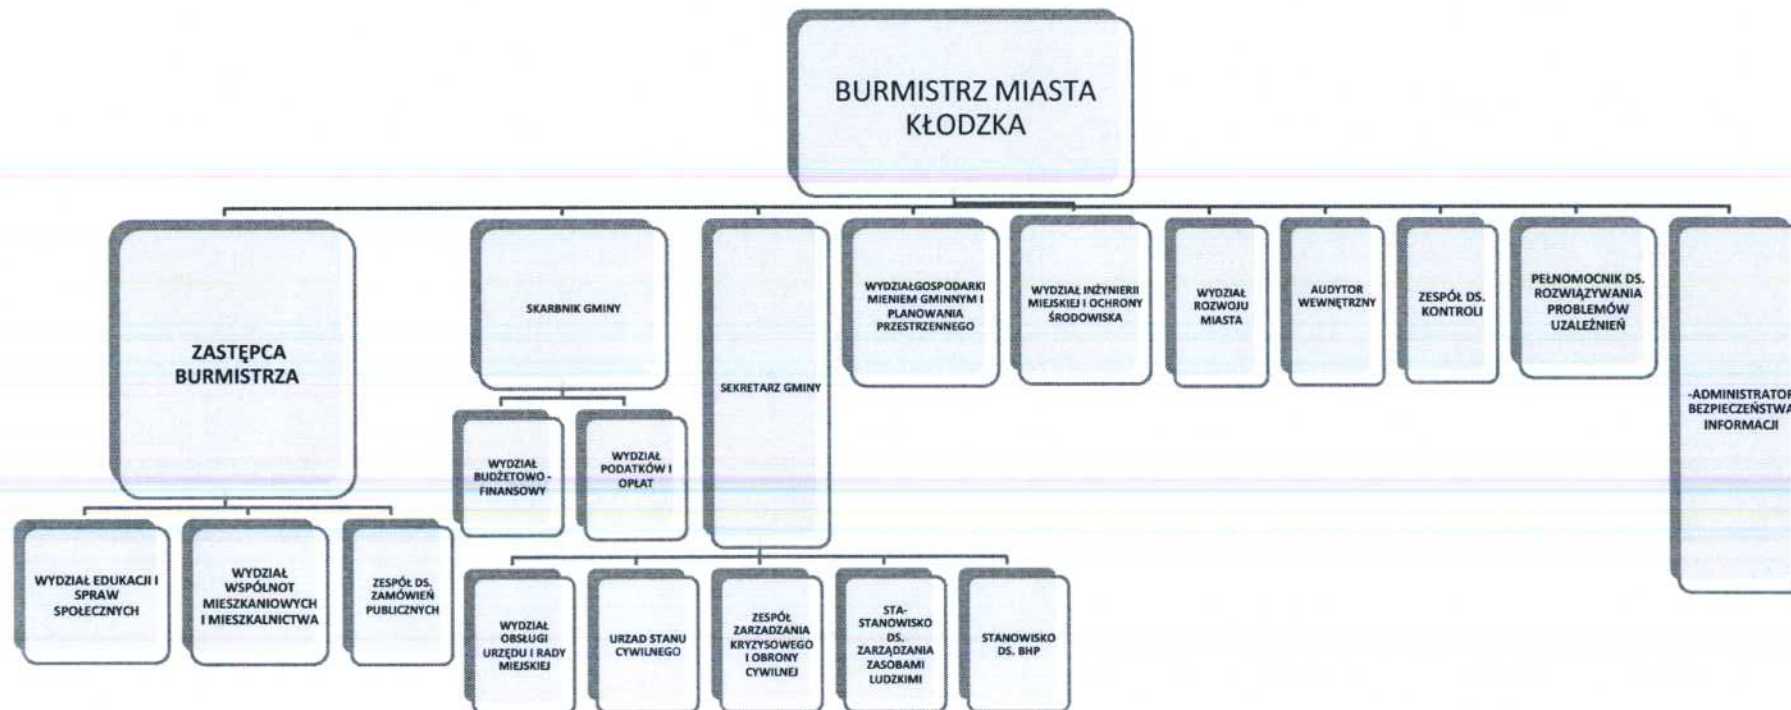 BURMISTRZ MIASTA
KŁODZKA
ZASTĘPCA
BURMISTRZA
SKARBNIK GMINY
SEKRETARZ GMINY
WYDZIAŁGOSPODARKI
MIENIEM GMINNYM I
PLANOWANIA
PRZESTRZENNEGO
WYDZIAŁ INŻYNIERII
MIEJSKIEJ I OCHRONY
ŚRODOWISKA
WYDZIAŁ
ROZWOJU
MIASTA
AUDYTOR
WEWNĘTRZNY
ZESPÓŁ DS.
KONTROLI
PEŁNOMOCNIK DS.
ROZWIĄZYWANIA
PROBLEMÓW
UZALEŻNIEŃ
-ADMINISTRATOR
BEZPIECZEŃSTWA
INFORMACJI
WYDZIAŁ
BUDŻETOWO -
FINANSOWY
WYDZIAŁ
PODATKÓW I
OPŁAT
WYDZIAŁ EDUKACJI I
SPRAW
SPOŁECZNYCH
WYDZIAŁ
WSPÓLNOT
MIESZKANIOWYCH
I MIESZKALNICTWA
ZESPÓŁ DS.
ZAMÓWIEŃ
PUBLICZNYCH
WYDZIAŁ
OBSŁUGI
URZĘDU I RADY
MIEJSKIEJ
URZAD STANU
CYWILNEGO
ZESPÓŁ
ZARZADZANIA
KRYZYSOWEGO
I OBRONY
CYWILNEJ
STA-
STANOWISKO
DS.
ZARZĄDZANIA
ZASOBAMI
LUDZKIMI
STANOWISKO
DS. BHP